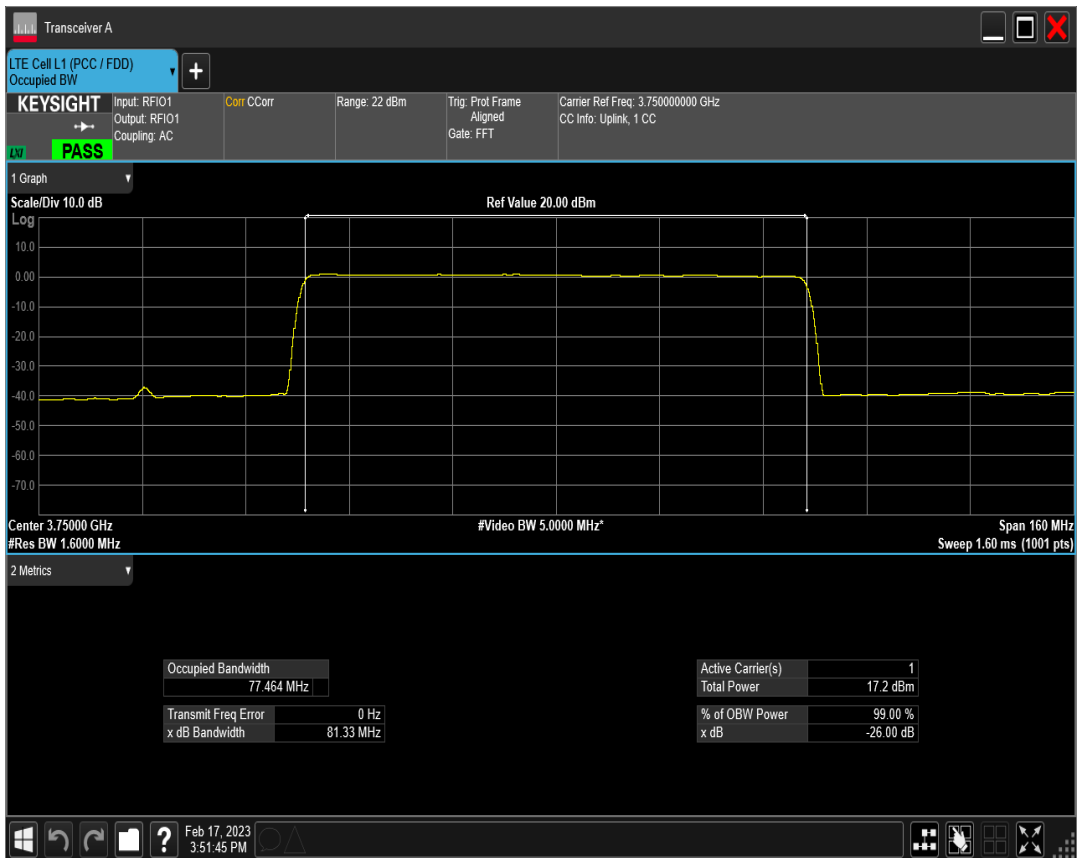 Transceiver A
LTE Cell L1 (PCC / FDD)
Occupied BW
KEYSIGHT
Input: RFIO1
Output: RFIO1
Coupling: AC
Corr CCorr
Range: 22 dBm
Trig: Prot Frame
Aligned
Gate: FFT
Carrier Ref Freq: 3.750000000 GHz
CC Info: Uplink, 1 CC
LXI
PASS
1 Graph
Scale/Div 10.0 dB
Ref Value 20.00 dBm
Log
10.0
0.00
-10.0
-20.0
-30.0
-40.0
-50.0
-60.0
-70.0
Center 3.75000 GHz
#Video BW 5.0000 MHz*
Span 160 MHz
#Res BW 1.6000 MHz
Sweep 1.60 ms (1001 pts)
2 Metrics
Occupied Bandwidth
77.464 MHz
Transmit Freq Error 0 Hz
x dB Bandwidth 81.33 MHz
Active Carrier(s) 1
Total Power 17.2 dBm
% of OBW Power 99.00 %
x dB -26.00 dB
Feb 17, 2023
3:51:45 PM